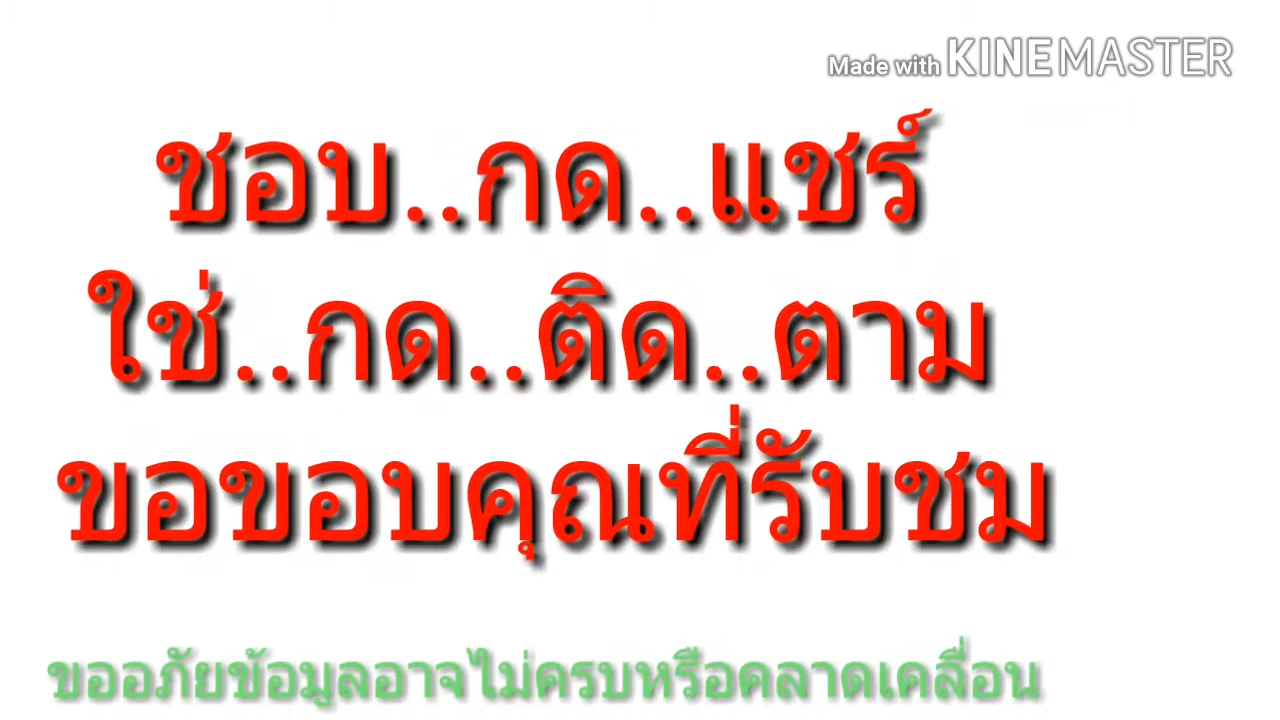 Made with KINEMASTER
ชอบ..กด..แชร์
ใช่..กด..ติด..ตาม
ขอขอบคุณที่รับชม
ขออภัยข้อมูลอาจไม่ครบหรือคลาดเคลื่อน